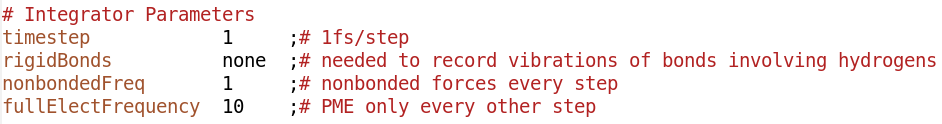 # Integrator Parameters
timestep            1     ;# 1fs/step
rigidBonds          none  ;# needed to record vibrations of bonds involving hydrogens
nonbondedFreq       1     ;# nonbonded forces every step
fullElectFrequency  10    ;# PME only every other step